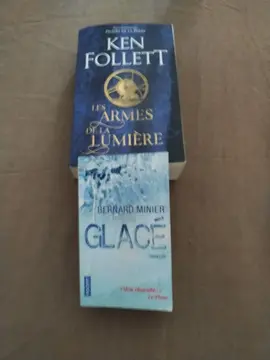 KEN
FOLLETT
LES
ARMES
DE LA
LUMIÈRE
BERNARD MINIER
GLACÉ